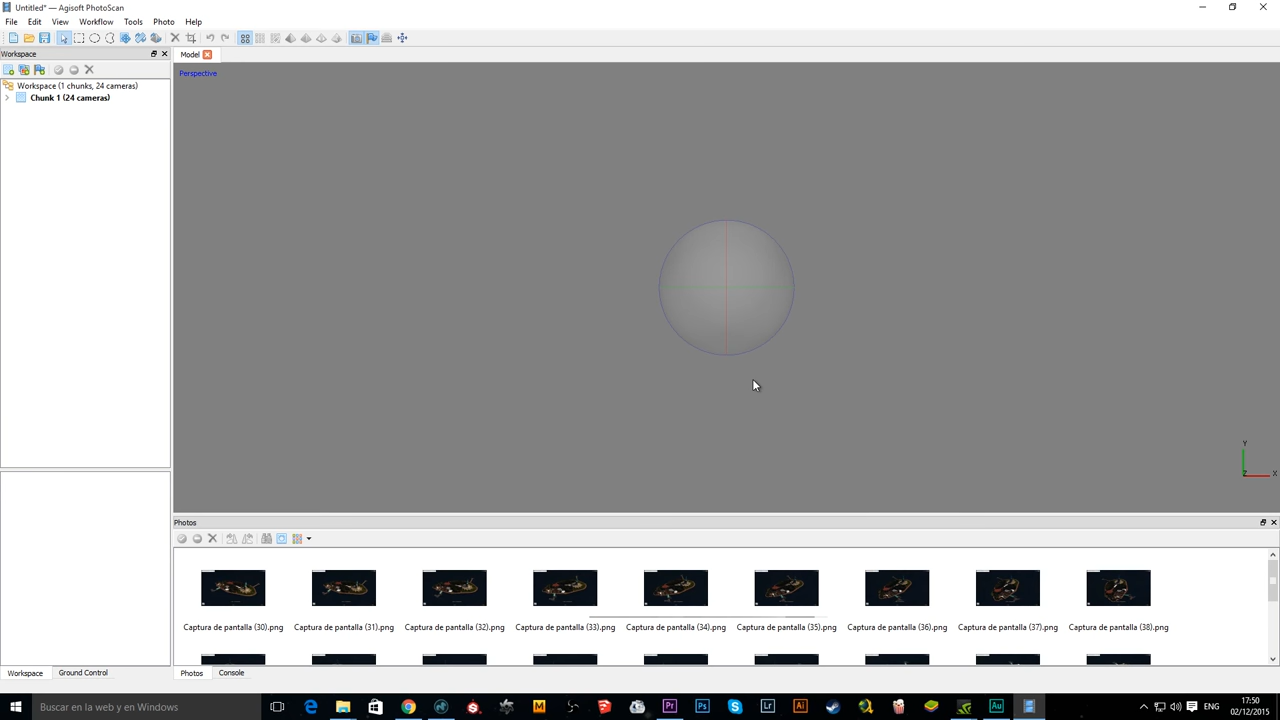 Untitled* — Agisoft PhotoScan
File Edit View Workflow Tools Photo Help
Workspace
Model
Perspective
Workspace (1 chunks, 24 cameras)
Chunk 1 (24 cameras)
Y
Z
X
Photos
Captura de pantalla (30).png
Captura de pantalla (31).png
Captura de pantalla (32).png
Captura de pantalla (33).png
Captura de pantalla (34).png
Captura de pantalla (35).png
Captura de pantalla (36).png
Captura de pantalla (37).png
Captura de pantalla (38).png
Workspace Ground Control
Photos Console
Buscar en la web y en Windows
ENG
17:50
02/12/2015